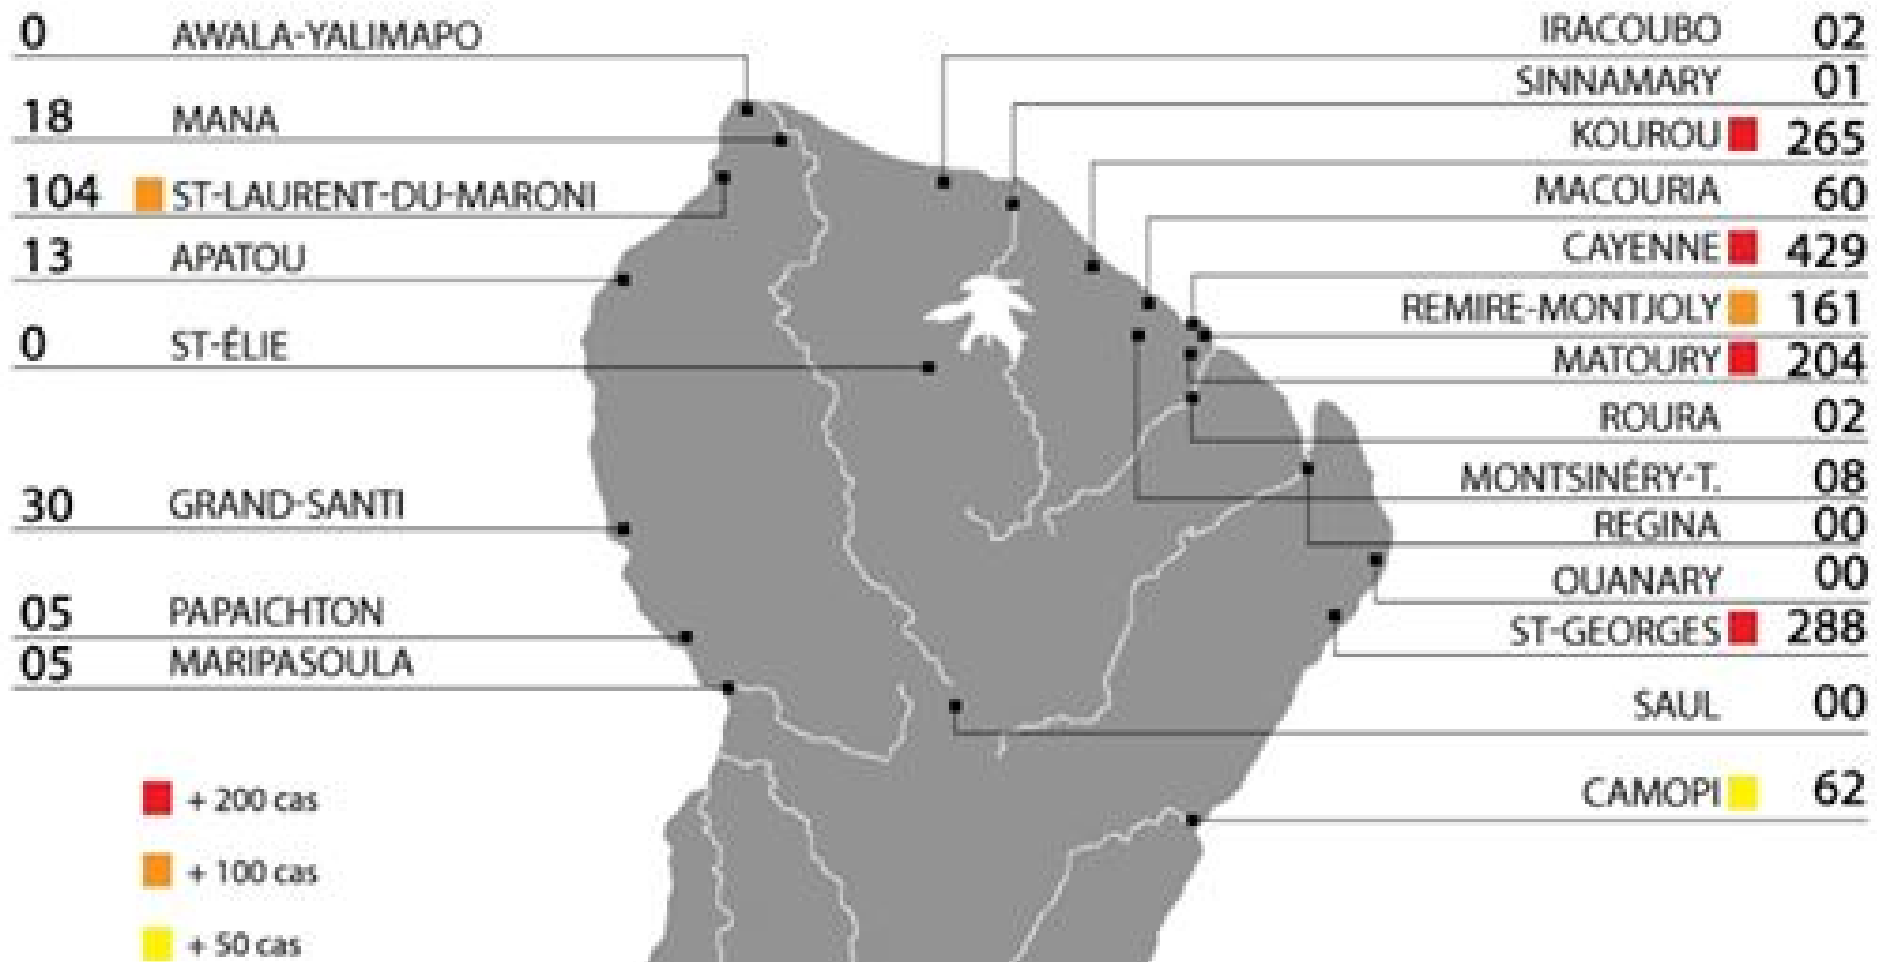 0 AWALA-YALIMAPO
18 MANA
104 ST-LAURENT-DU-MARONI
13 APATOU
0 ST-ÉLIE
30 GRAND-SANTI
05 PAPAICHTON
05 MARIPASOULA
+ 200 cas
+ 100 cas
+ 50 cas
IRACOUBO 02
SINNAMARY 01
KOUROU 265
MACOURIA 60
CAYENNE 429
REMIRE-MONTJOLY 161
MATOURY 204
ROURA 02
MONTSINÉRY-T. 08
REGINA 00
OUANARY 00
ST-GEORGES 288
SAUL 00
CAMOPI 62